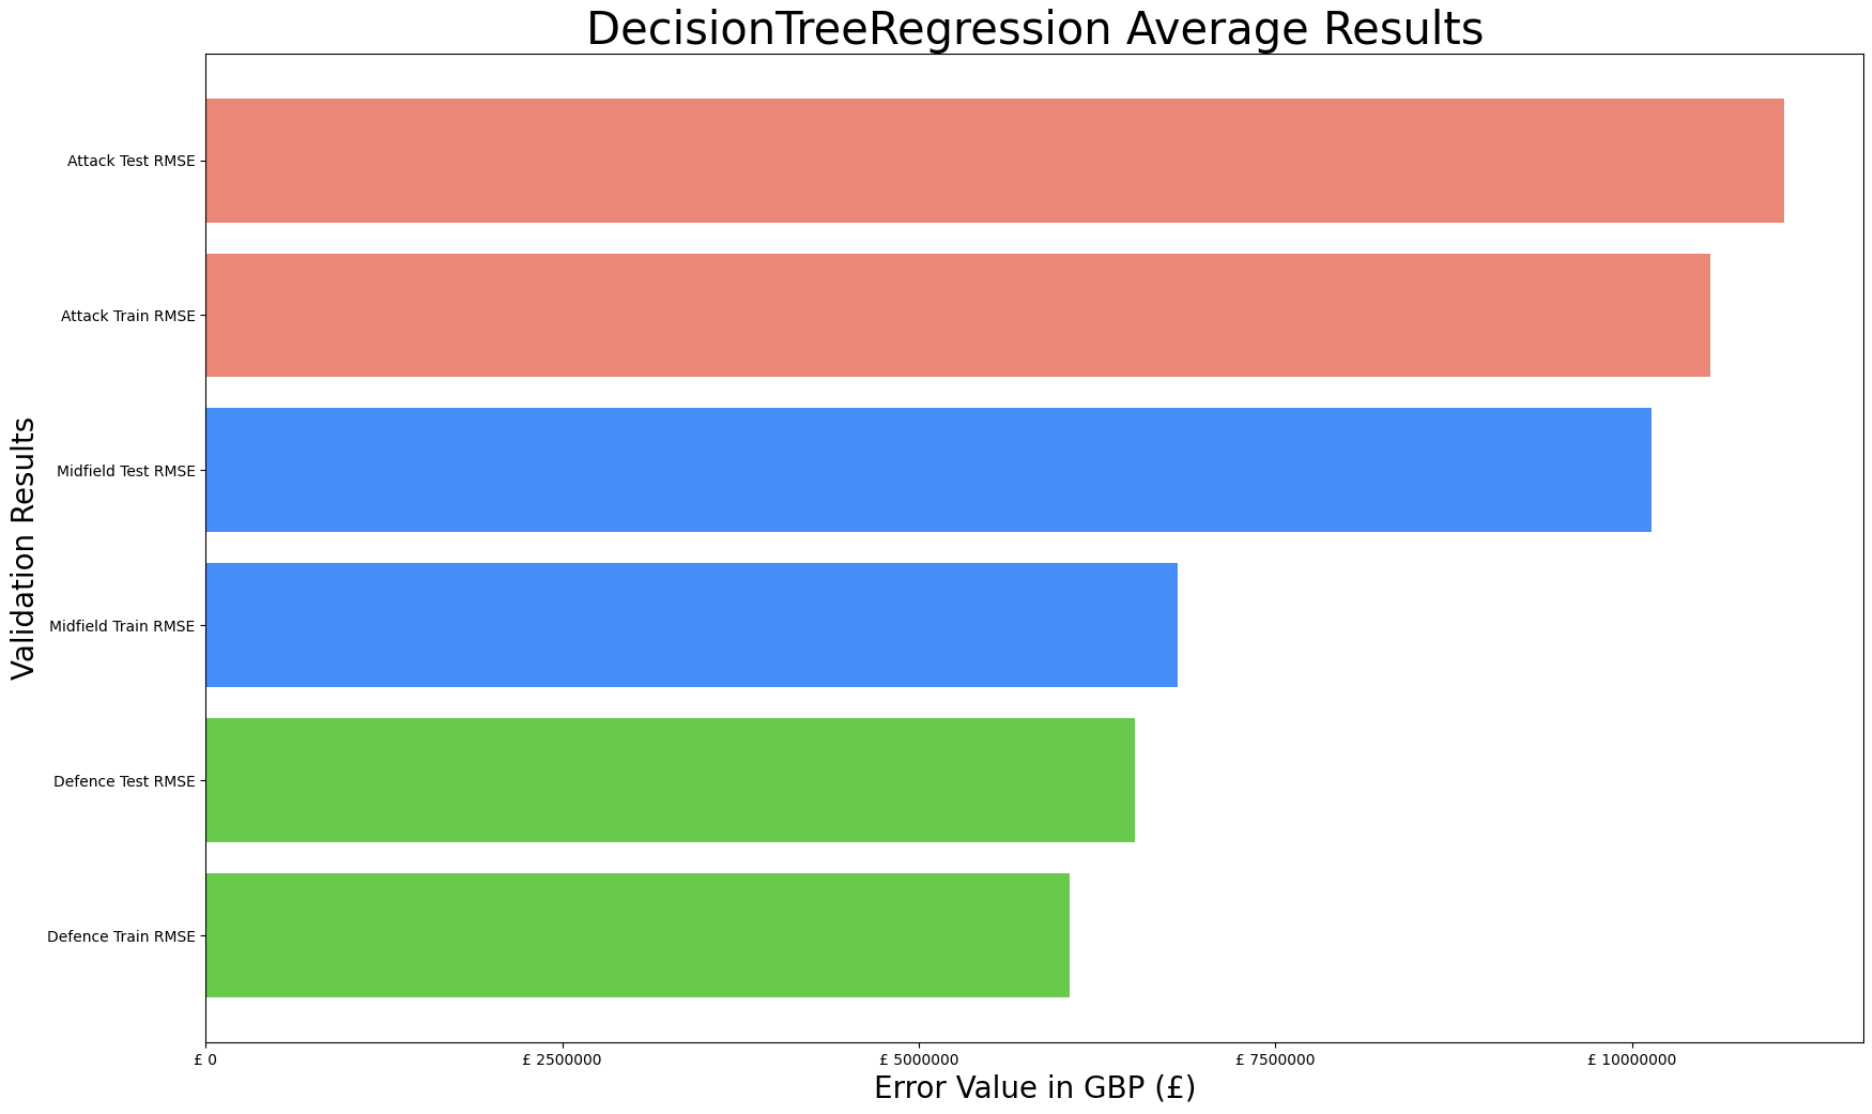 DecisionTreeRegression Average Results
Validation Results
Attack Test RMSE
Attack Train RMSE
Midfield Test RMSE
Midfield Train RMSE
Defence Test RMSE
Defence Train RMSE
£ 0 £ 2500000 £ 5000000 £ 7500000 £ 10000000
Error Value in GBP (£)